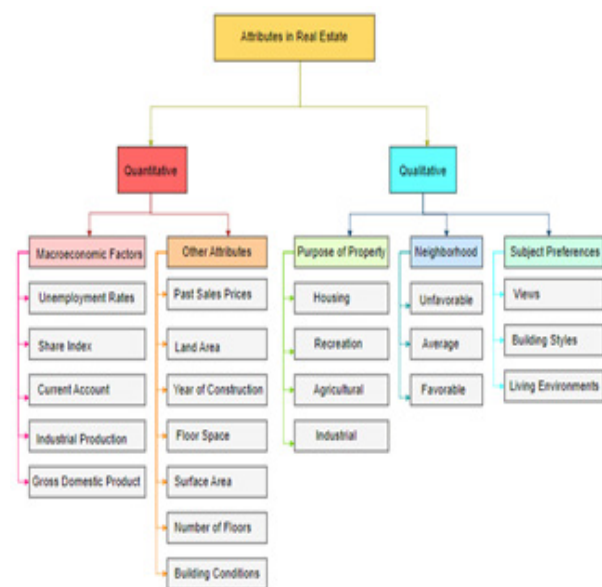 Attributes in Real Estate
Quantitative
Qualitative
Macroeconomic Factors
Other Attributes
Purpose of Property
Neighborhood
Subject Preferences
Unemployment Rates
Share Index
Current Account
Industrial Production
Gross Domestic Product
Past Sales Prices
Land Area
Year of Construction
Floor Space
Surface Area
Number of Floors
Building Conditions
Housing
Recreation
Agricultural
Industrial
Unfavorable
Average
Favorable
Views
Building Styles
Living Environments